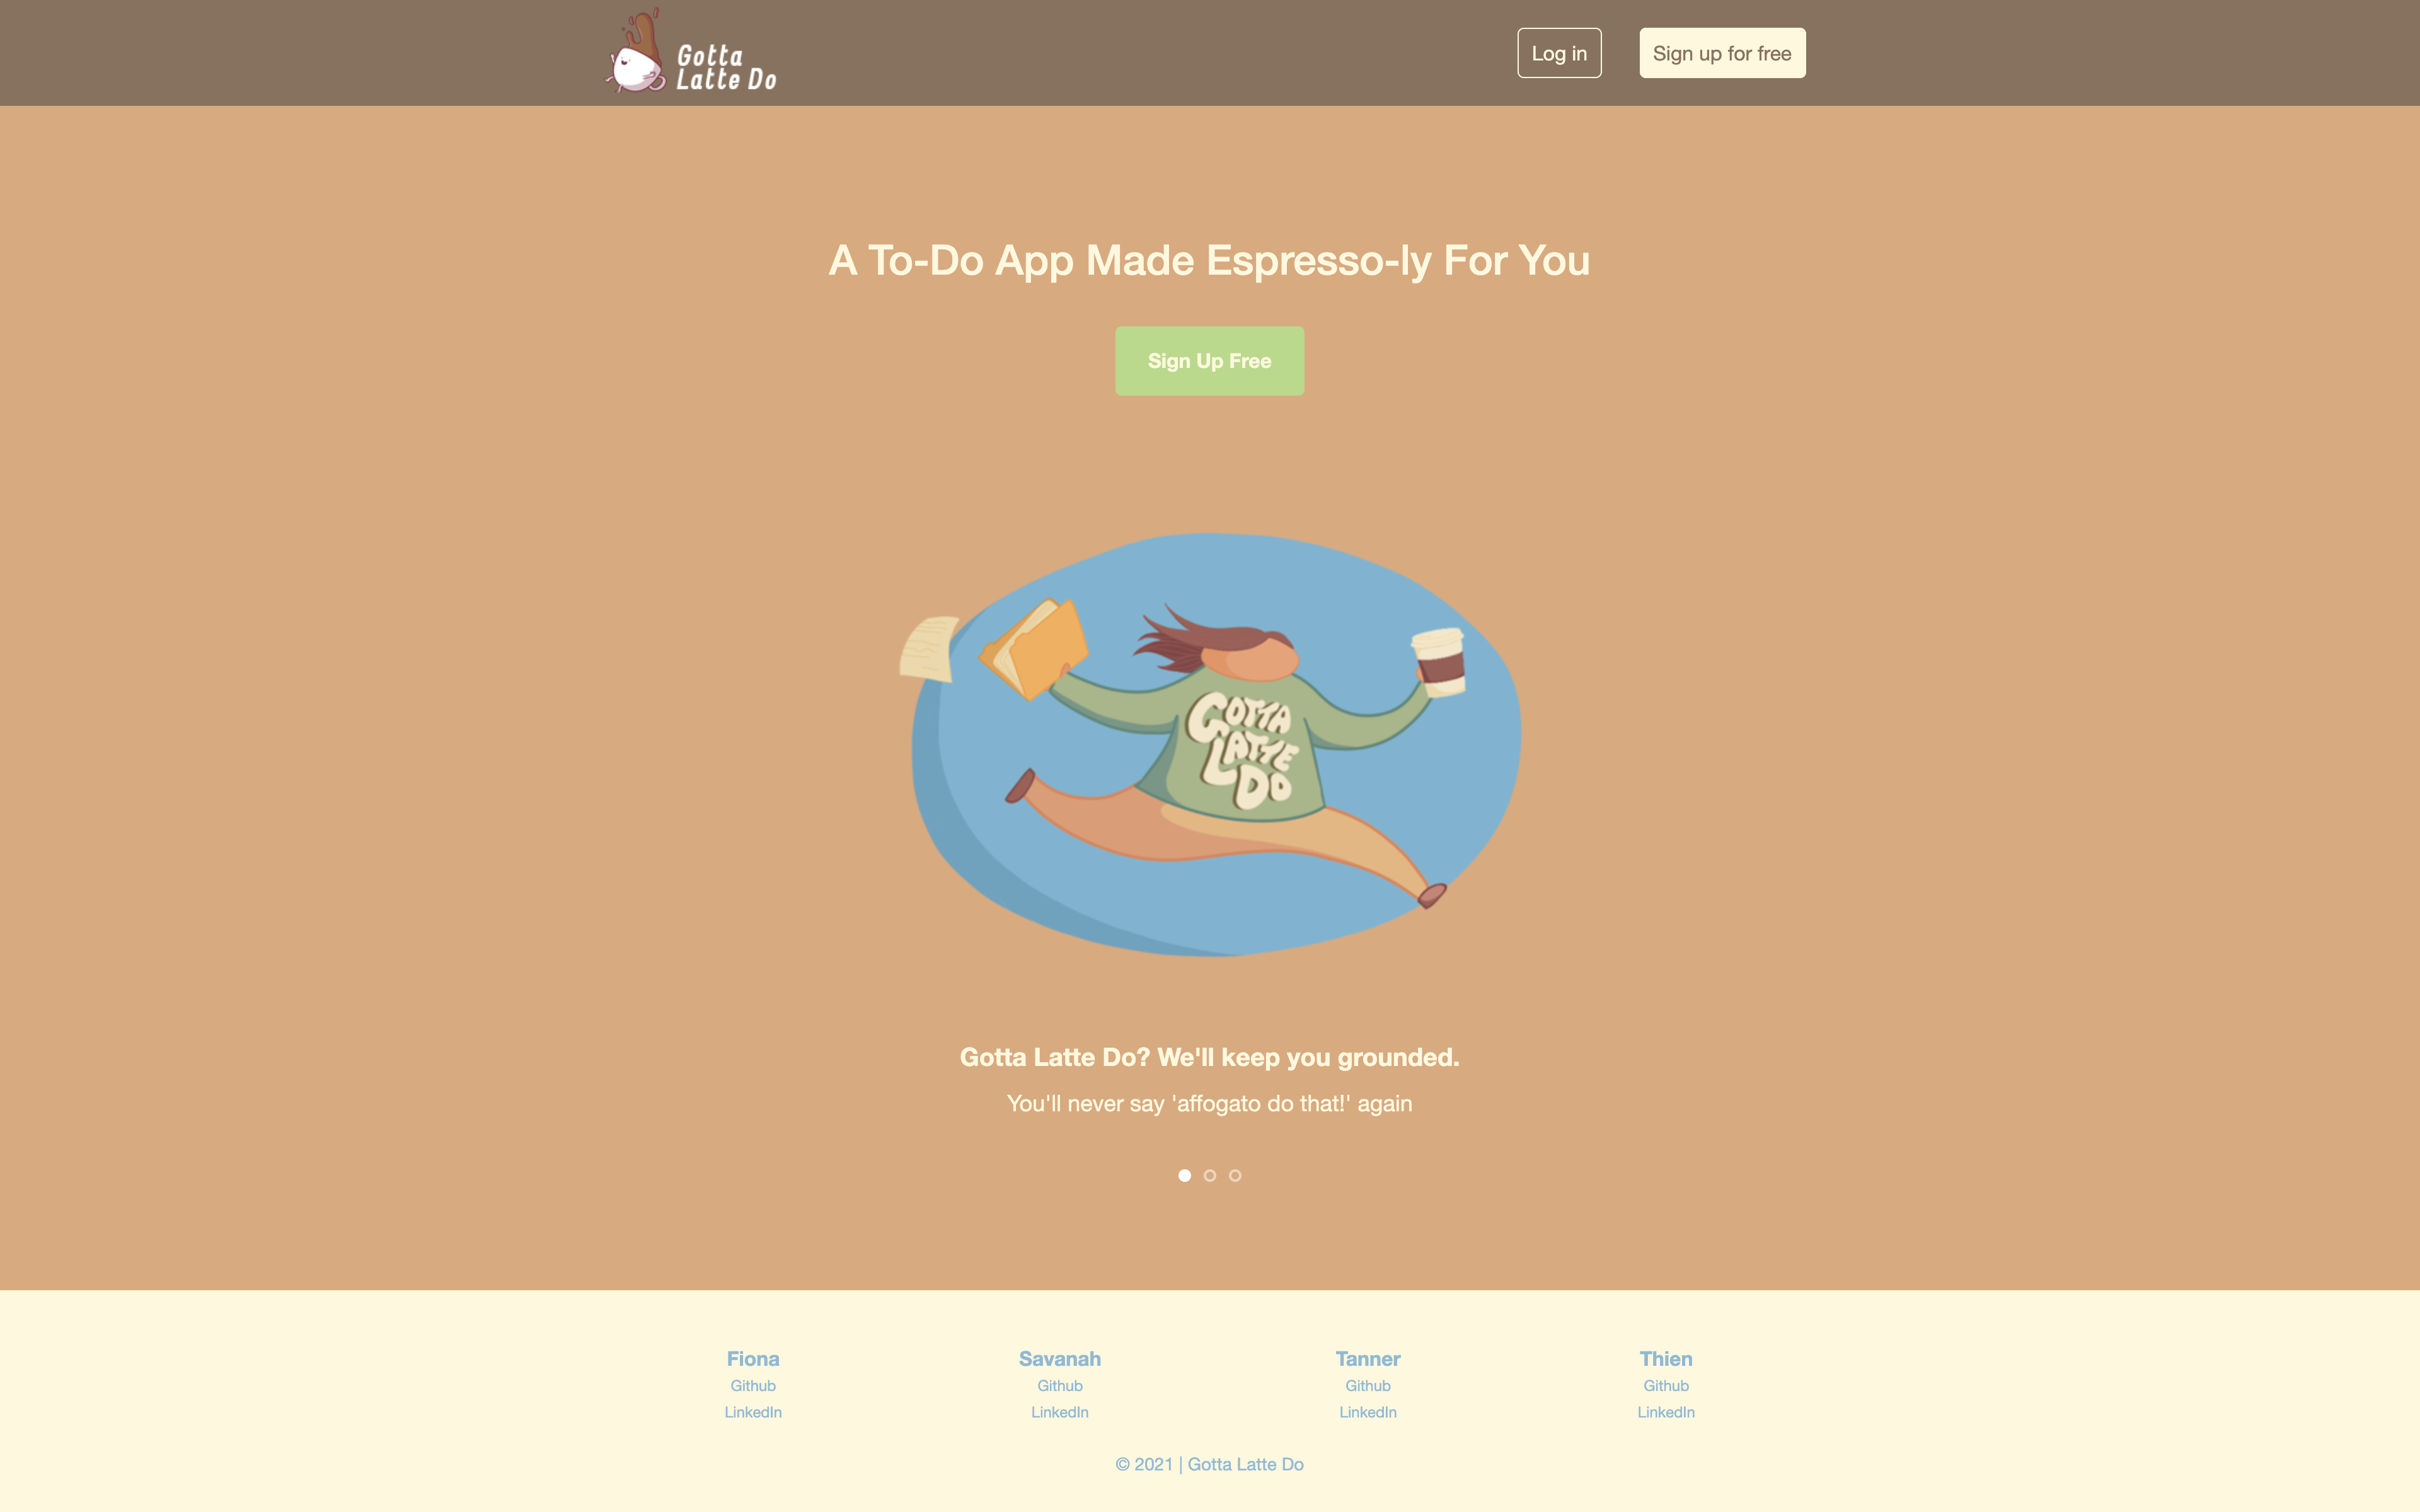 Gotta
Latte Do
Log in
Sign up for free
A To-Do App Made Espresso-ly For You
Sign Up Free
GOTTA
LATTE
DO
Gotta Latte Do? We'll keep you grounded.
You'll never say 'affogato do that!' again
Fiona
Github
LinkedIn
Savanah
Github
LinkedIn
Tanner
Github
LinkedIn
Thien
Github
LinkedIn
© 2021 | Gotta Latte Do